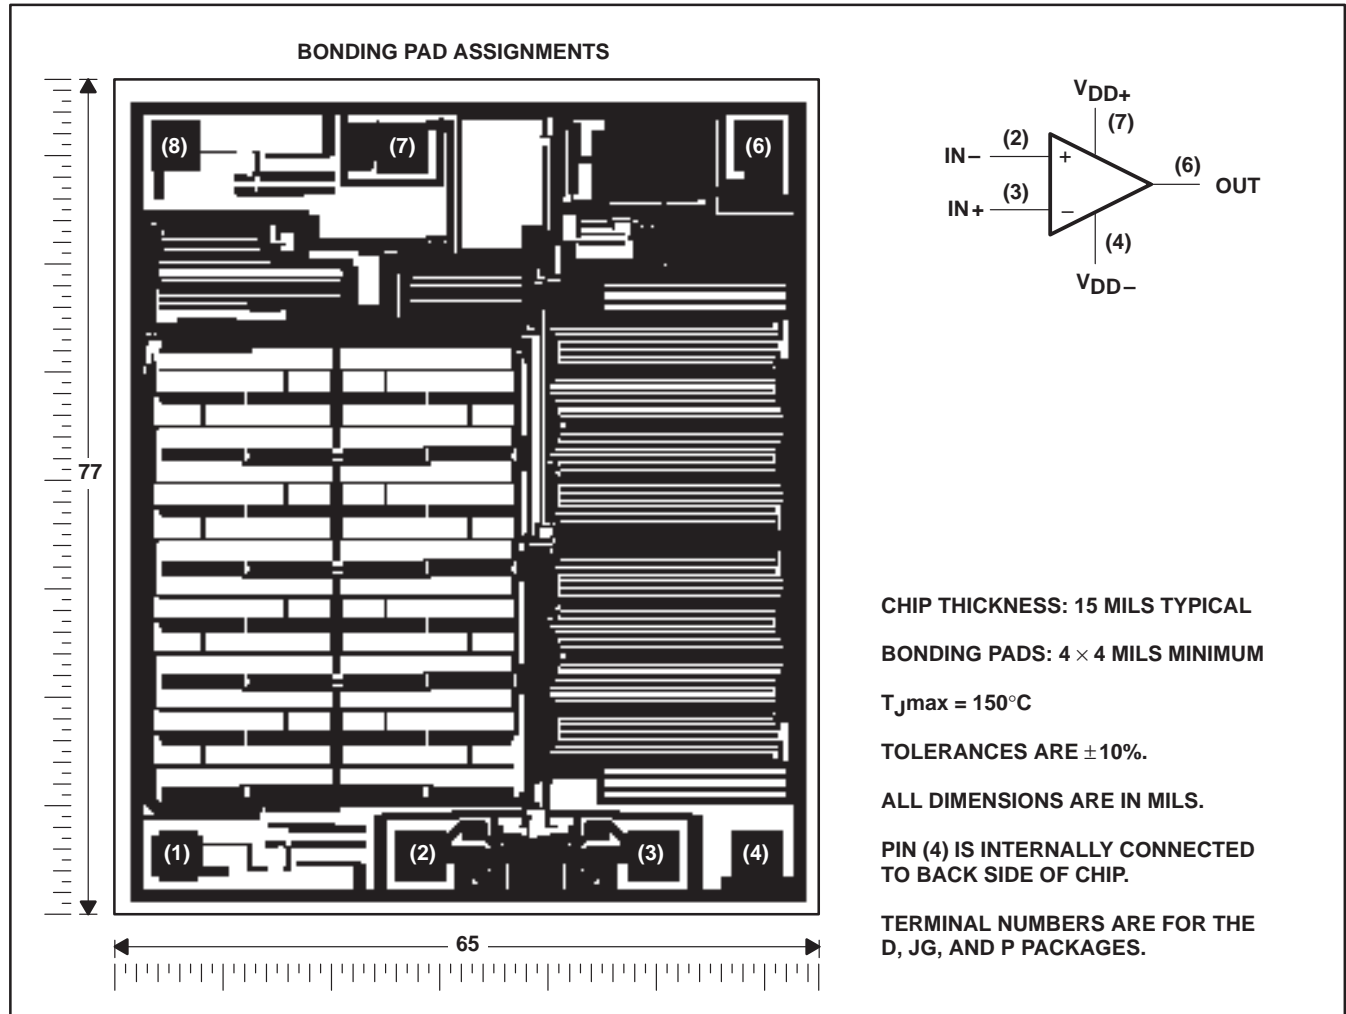 BONDING PAD ASSIGNMENTS
(8)
(7)
(6)
77
(1)
(2)
(3)
(4)
65
VDD+
(7)
IN−
(2)
+
(6)
OUT
IN+
(3)
−
(4)
VDD−
CHIP THICKNESS: 15 MILS TYPICAL
BONDING PADS: 4 × 4 MILS MINIMUM
TJmax = 150°C
TOLERANCES ARE ±10%.
ALL DIMENSIONS ARE IN MILS.
PIN (4) IS INTERNALLY CONNECTED
TO BACK SIDE OF CHIP.
TERMINAL NUMBERS ARE FOR THE
D, JG, AND P PACKAGES.